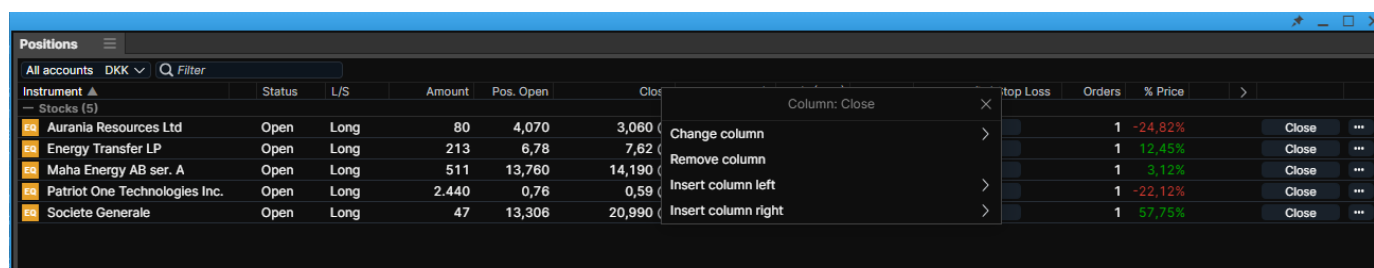 Positions
All accounts DKK Filter
Instrument Status L/S Amount Pos. Open Stop Loss Orders % Price
Stocks (5)
EQ Aurania Resources Ltd Open Long 80 4,070 3,060 1 -24,82% Close
EQ Energy Transfer LP Open Long 213 6,78 7,62 1 12,45% Close
EQ Maha Energy AB ser. A Open Long 511 13,760 14,190 1 3,12% Close
EQ Patriot One Technologies Inc. Open Long 2.440 0,76 0,59 1 -22,12% Close
EQ Societe Generale Open Long 47 13,306 20,990 1 57,75% Close
Column: Close
Change column
Remove column
Insert column left
Insert column right